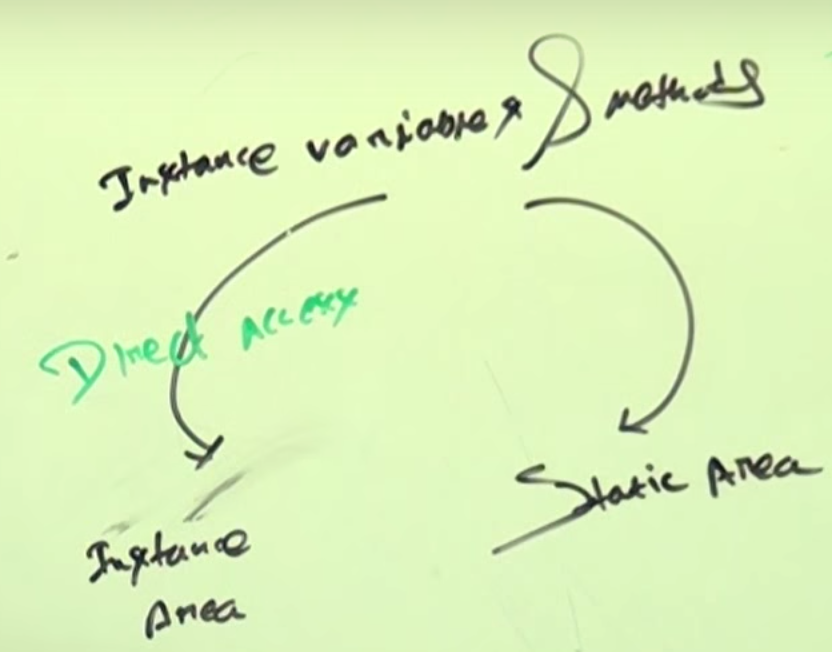 Instance variables & methods
Direct access
Instance
Area
Static Area